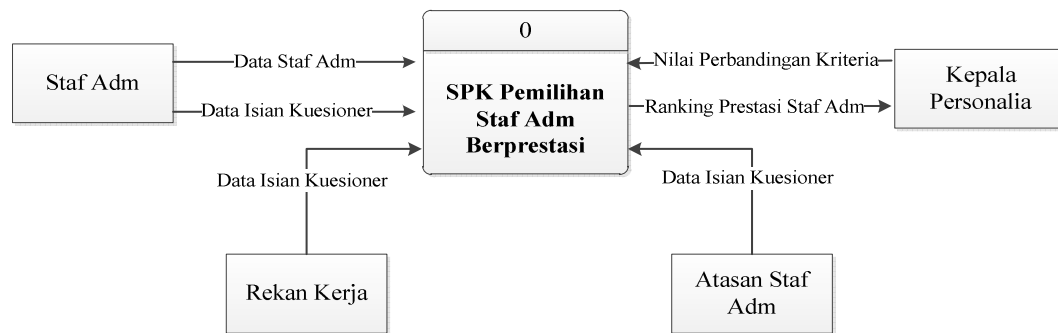 0
Staf Adm
Data Staf Adm
Data Isian Kuesioner
SPK Pemilihan
Staf Adm
Berprestasi
Nilai Perbandingan Kriteria
Ranking Prestasi Staf Adm
Kepala
Personalia
Data Isian Kuesioner
Data Isian Kuesioner
Rekan Kerja
Atasan Staf
Adm